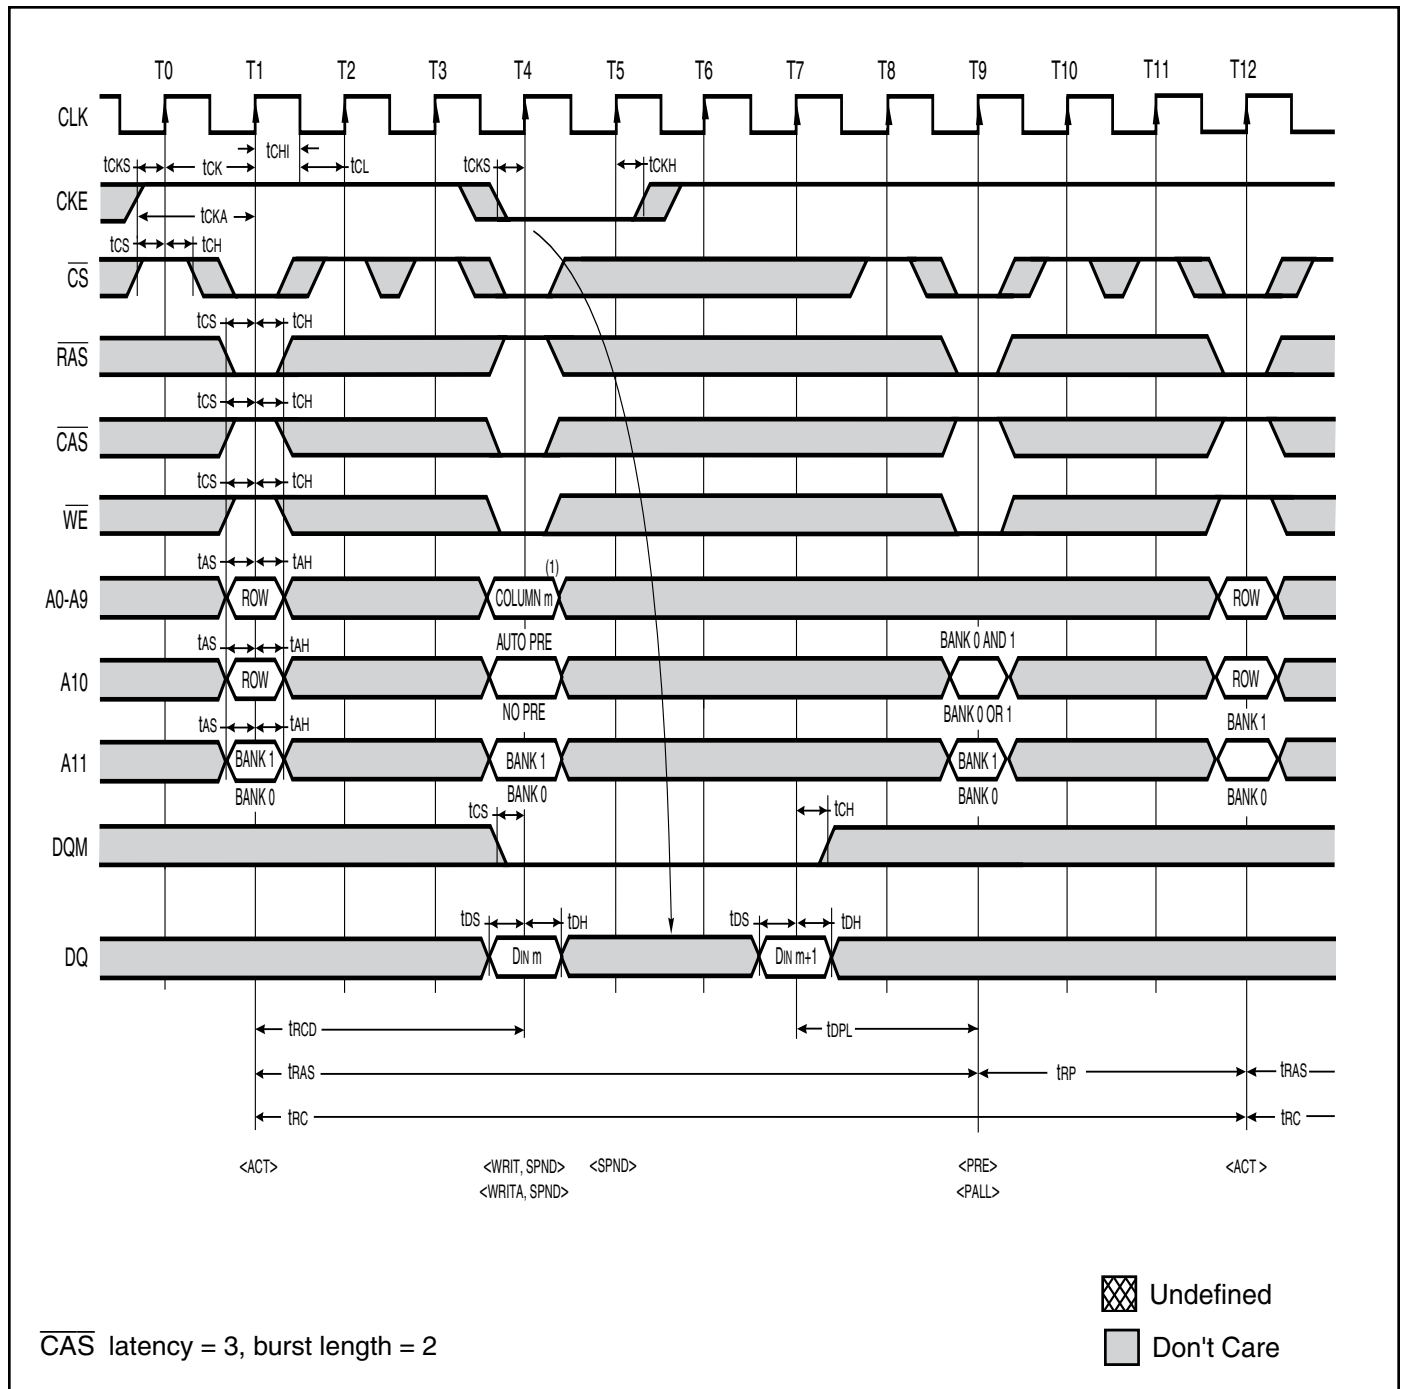 T0 T1 T2 T3 T4 T5 T6 T7 T8 T9 T10 T11 T12
CLK
tCHI
tCKS tCK tCL tCKS tCKH
CKE
tCKA
tCS tCH
CS
tCS tCH
RAS
tCS tCH
CAS
tCS tCH
WE
tAS tAH (1)
A0-A9 ROW COLUMN m ROW
tAS tAH AUTO PRE BANK 0 AND 1
A10 ROW ROW
NO PRE BANK 0 OR 1 BANK 1
tAS tAH
A11 BANK 1 BANK 1 BANK 1
BANK 0 BANK 0 BANK 0 BANK 0
tCS tCH
DQM
tDS tDH tDS tDH
DQ DIN m DIN m+1
tRCD tDPL
tRAS tRP tRAS
tRC tRC
<ACT> <WRIT, SPND> <SPND> <PRE> <ACT >
<WRITA, SPND> <PALL>
Undefined
CAS latency = 3, burst length = 2
Don't Care